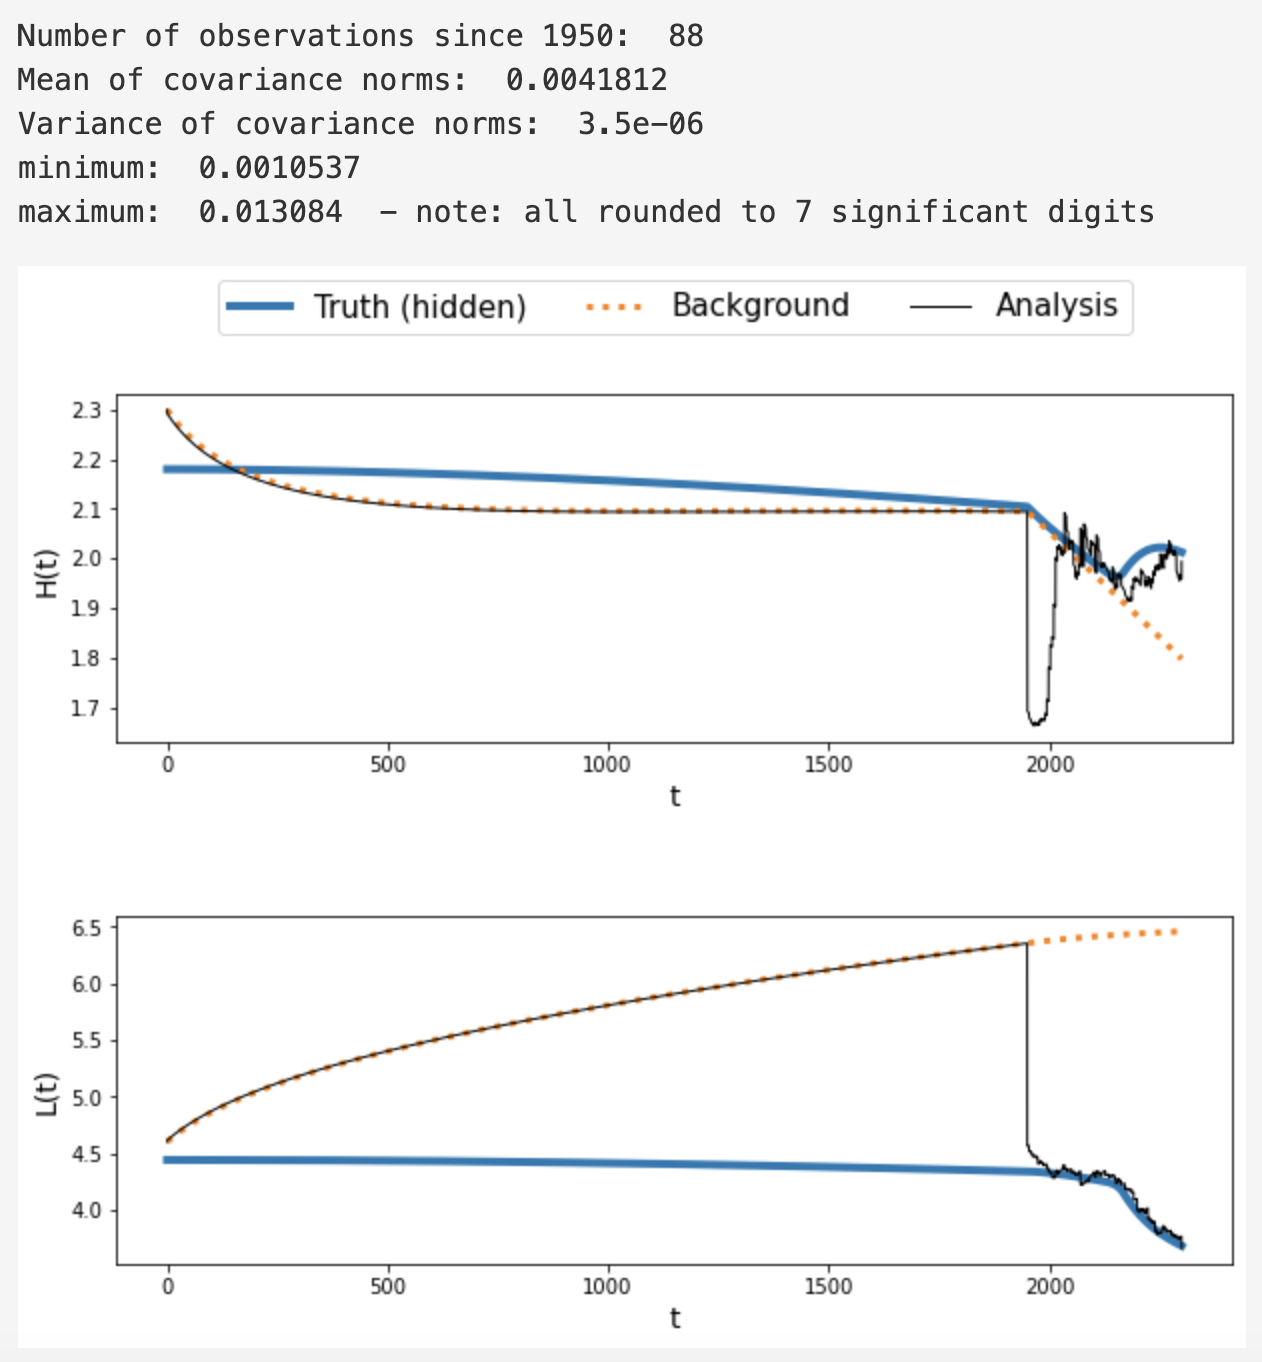 Number of observations since 1950:  88
Mean of covariance norms:  0.0041812
Variance of covariance norms:  3.5e-06
minimum:  0.0010537
maximum:  0.013084  - note: all rounded to 7 significant digits
Truth (hidden) Background Analysis
2.3
2.2
2.1
2.0
1.9
1.8
1.7
H(t)
0 500 1000 1500 2000
t
6.5
6.0
5.5
5.0
4.5
4.0
L(t)
0 500 1000 1500 2000
t